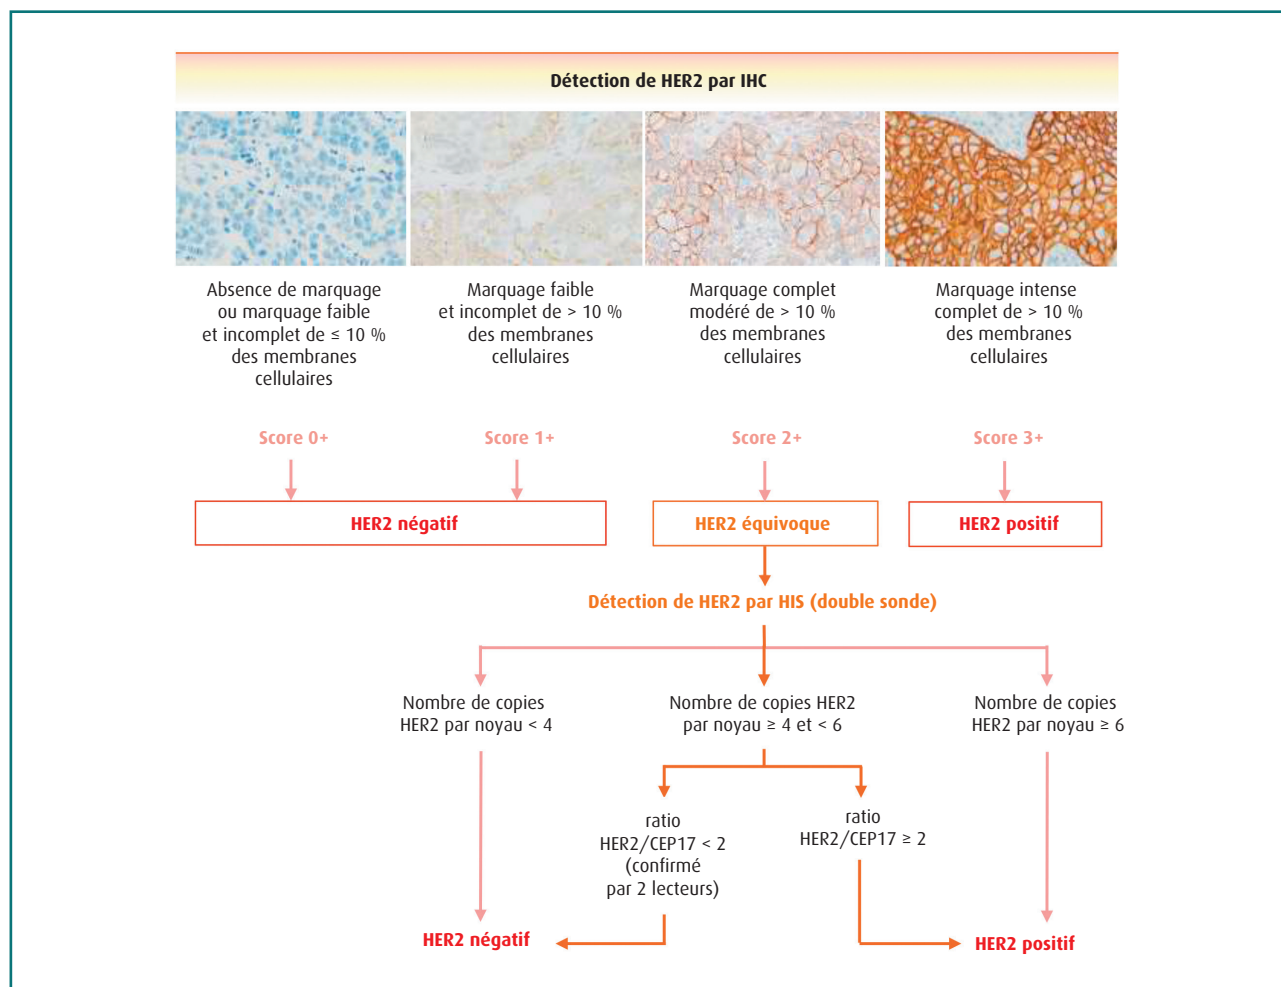 Détection de HER2 par IHC
Absence de marquage
ou marquage faible
et incomplet de ≤ 10 %
des membranes
cellulaires
Marquage faible
et incomplet de > 10 %
des membranes
cellulaires
Marquage complet
modéré de > 10 %
des membranes
cellulaires
Marquage intense
complet de > 10 %
des membranes
cellulaires
Score 0+
Score 1+
Score 2+
Score 3+
HER2 négatif
HER2 équivoque
HER2 positif
Détection de HER2 par HIS (double sonde)
Nombre de copies
HER2 par noyau < 4
Nombre de copies HER2
par noyau ≥ 4 et < 6
Nombre de copies
HER2 par noyau ≥ 6
ratio
HER2/CEP17 < 2
(confirmé
par 2 lecteurs)
ratio
HER2/CEP17 ≥ 2
HER2 négatif
HER2 positif